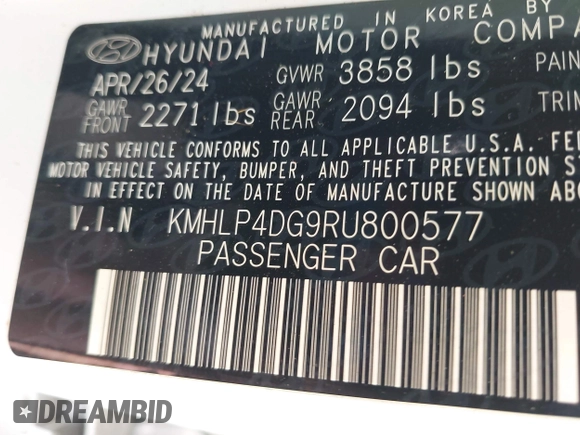 MANUFACTURED IN KOREA BY
HYUNDAI MOTOR COMPA
APR/26/24 GVWR 3858 lbs PAIN
GAWR FRONT 2271 lbs GAWR REAR 2094 lbs TRIM
THIS VEHICLE CONFORMS TO ALL APPLICABLE U.S.A. FE
MOTOR VEHICLE SAFETY, BUMPER, AND THEFT PREVENTION S
IN EFFECT ON THE DATE OF MANUFACTURE SHOWN ABO
V.I.N KMHLP4DG9RU800577
PASSENGER CAR
DREAMBID